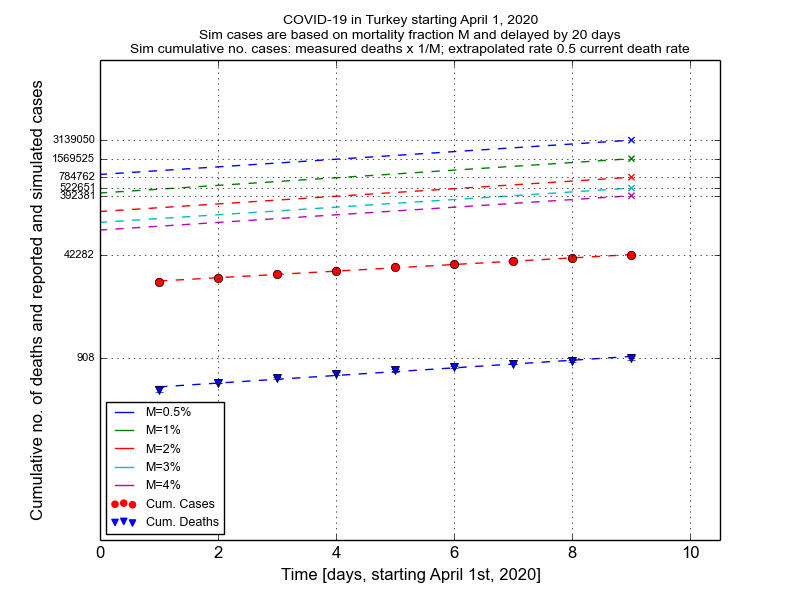 COVID-19 in Turkey starting April 1, 2020
Sim cases are based on mortality fraction M and delayed by 20 days
Sim cumulative no. cases: measured deaths x 1/M; extrapolated rate 0.5 current death rate
Cumulative no. of deaths and reported and simulated cases
3139050
1569525
784762
522651
392381
42282
908
M=0.5%
M=1%
M=2%
M=3%
M=4%
Cum. Cases
Cum. Deaths
0 2 4 6 8 10
Time [days, starting April 1st, 2020]